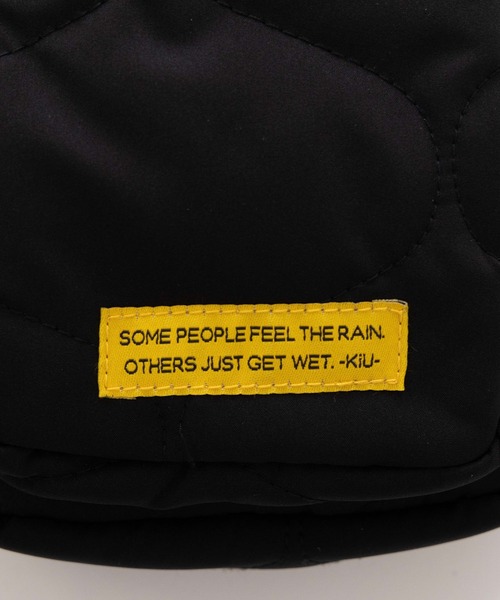 SOME PEOPLE FEEL THE RAIN.
OTHERS JUST GET WET. -KiU-